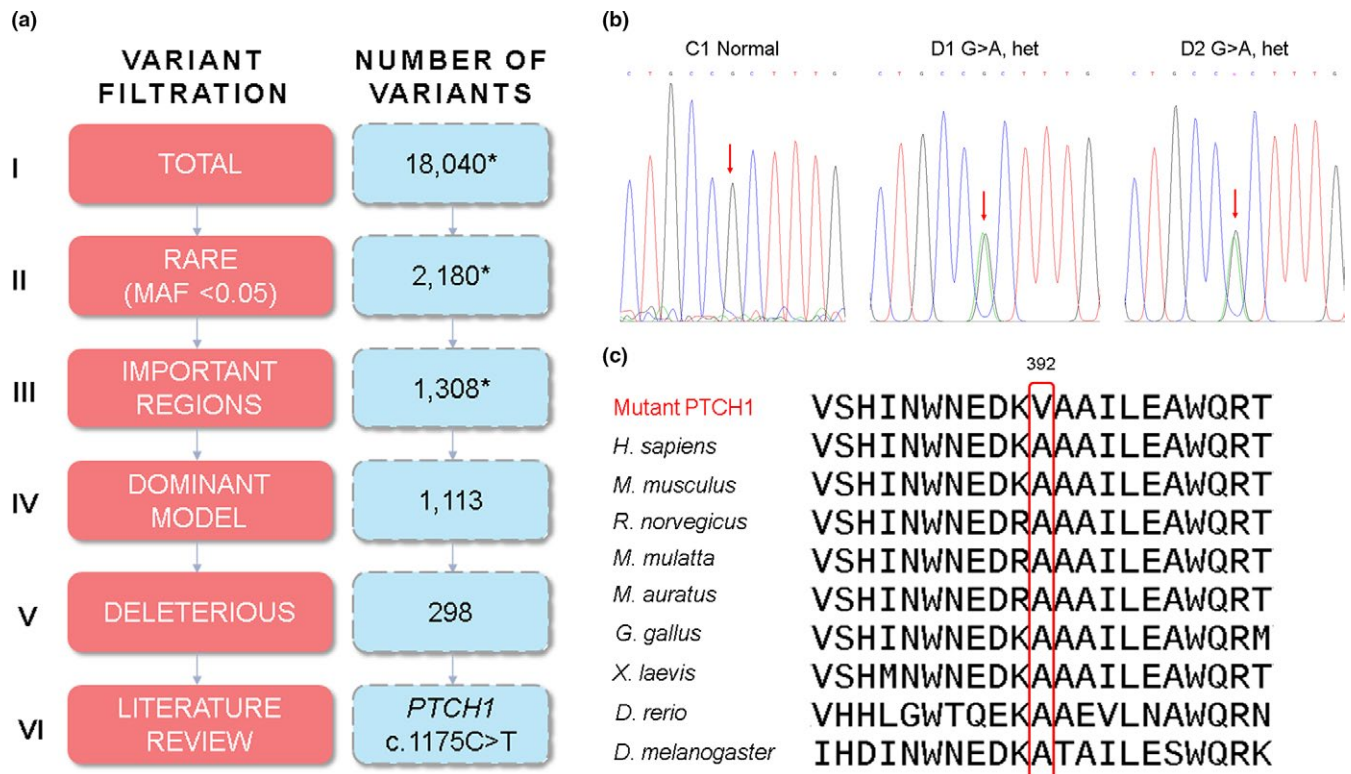 (a)
VARIANT
FILTRATION
NUMBER OF
VARIANTS
I
TOTAL
18,040*
II
RARE
(MAF <0.05)
2,180*
III
IMPORTANT
REGIONS
1,308*
IV
DOMINANT
MODEL
1,113
V
DELETERIOUS
298
VI
LITERATURE
REVIEW
PTCH1
c.1175C>T
(b)
C1 Normal
C T G C C G C T T T G
D1 G>A, het
C T G C C G C T T T G
D2 G>A, het
C T G C C C T T T G
(c)
392
Mutant PTCH1 VSHINWNEDKVAAILEAWQRT
H. sapiens VSHINWNEDKAAAILEAWQRT
M. musculus VSHINWNEDKAAAILEAWQRT
R. norvegicus VSHINWNEDRAAAILEAWQRT
M. mulatta VSHINWNEDRAAAILEAWQRT
M. auratus VSHINWNEDRAAAILEAWQRT
G. gallus VSHINWNEDKAAAILEAWQRM
X. laevis VSHMNWNEDKAAAILEAWQRT
D. rerio VHHLGWTQEKAAEVLNAWQRN
D. melanogaster IHDINWNEDKATAILESWQRK